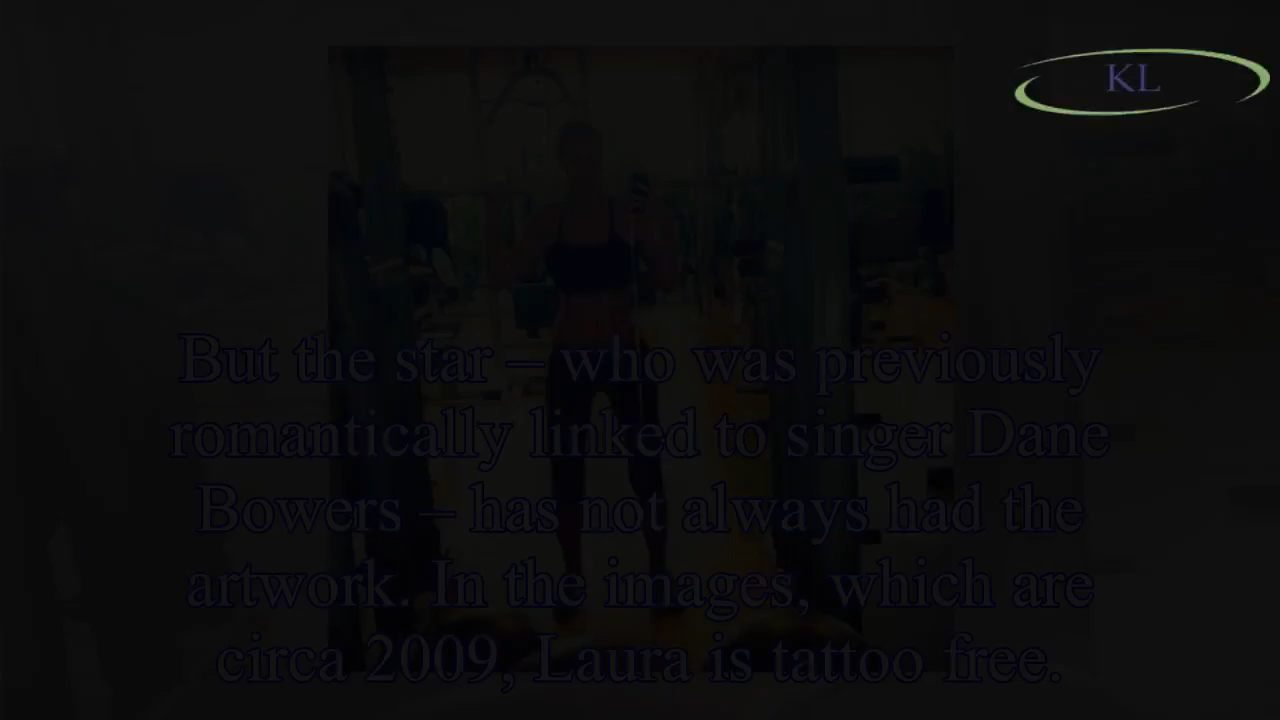 KL
But the star – who was previously
romantically linked to singer Dane
Bowers – has not always had the
artwork. In the images, which are
circa 2009, Laura is tattoo free.